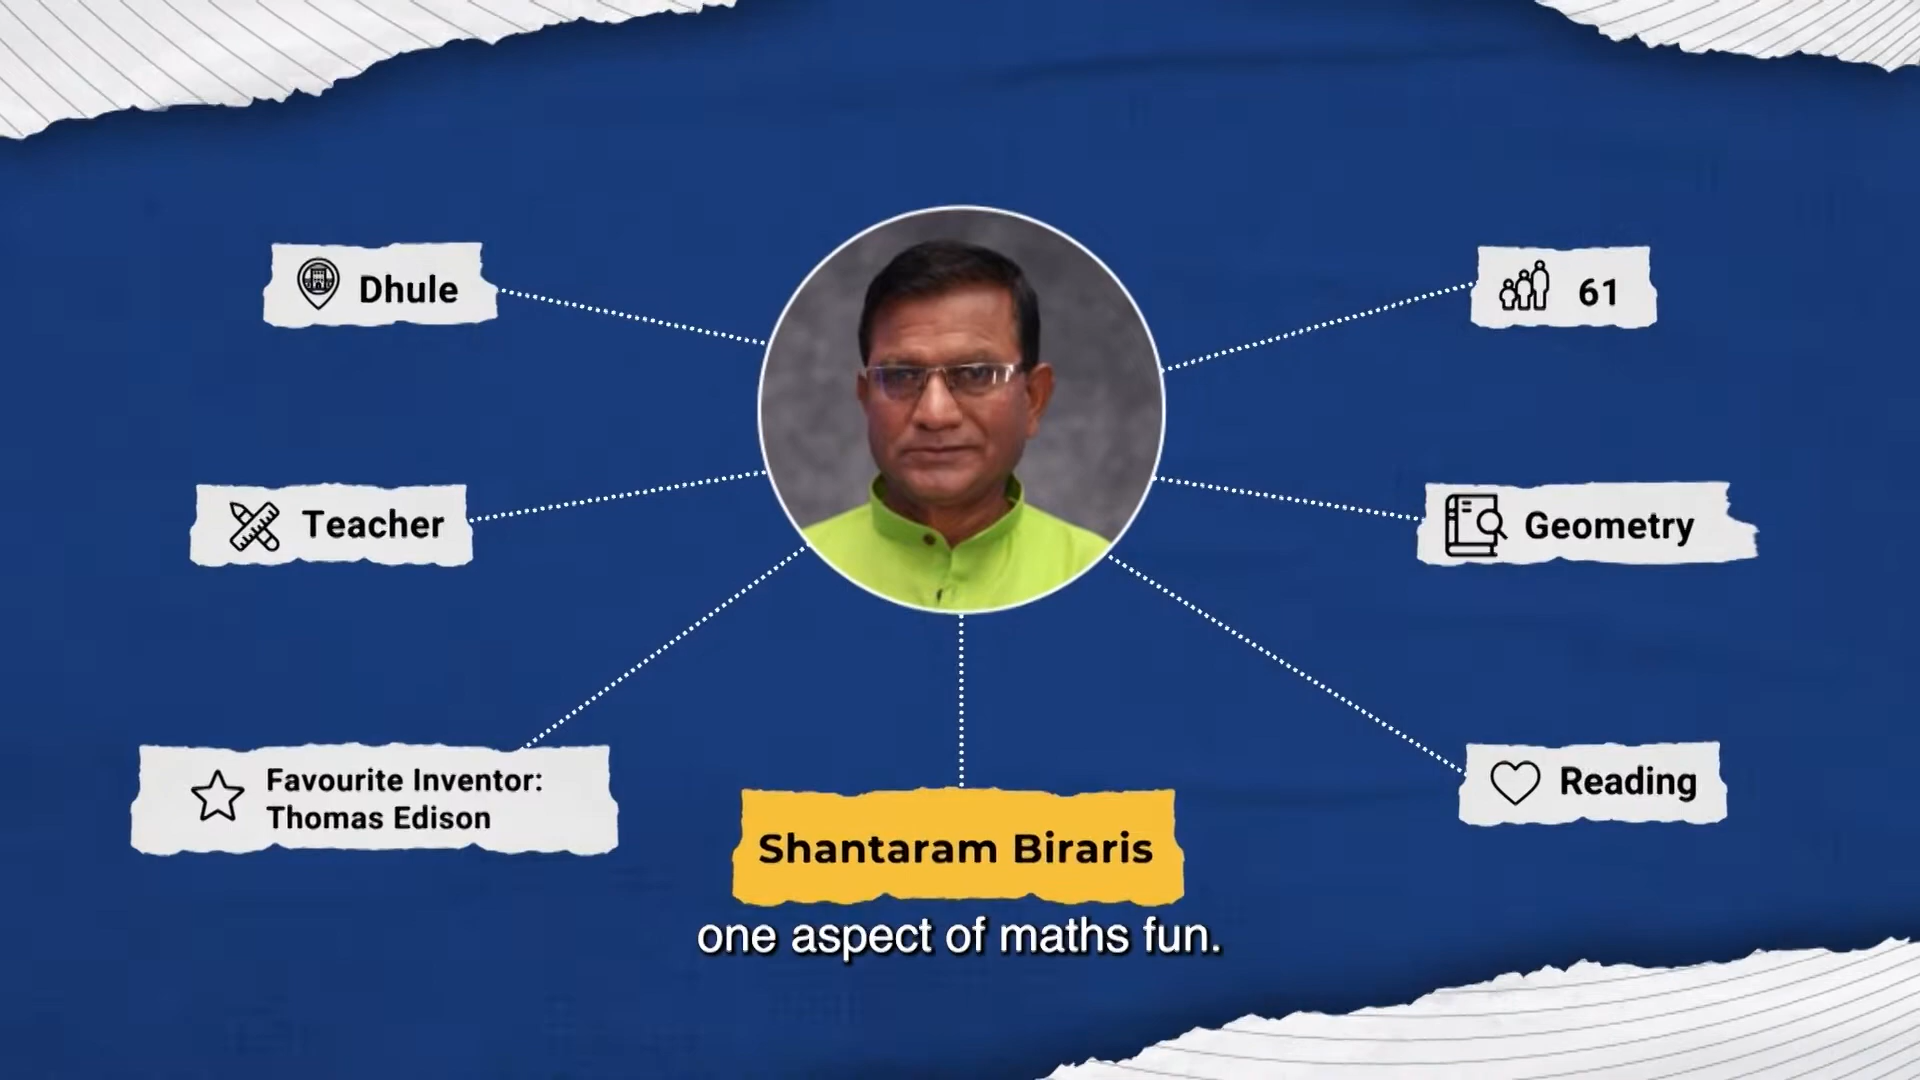 Dhule
61
Teacher
Geometry
Favourite Inventor:
Thomas Edison
Reading
Shantaram Biraris
one aspect of maths fun.